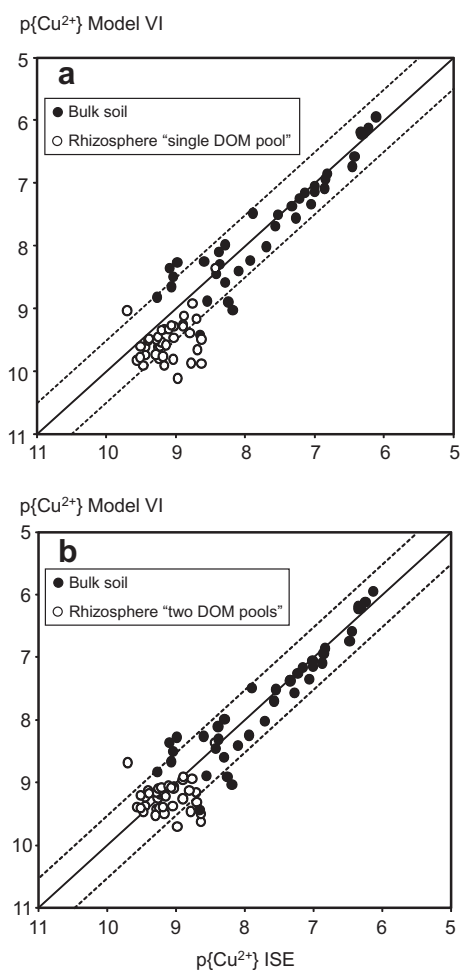 p{Cu²⁺} Model VI
5
6
7
8
9
10
11
a
Bulk soil
Rhizosphere “single DOM pool”
11 10 9 8 7 6 5
p{Cu²⁺} Model VI
5
6
7
8
9
10
11
b
Bulk soil
Rhizosphere “two DOM pools”
11 10 9 8 7 6 5
p{Cu²⁺} ISE